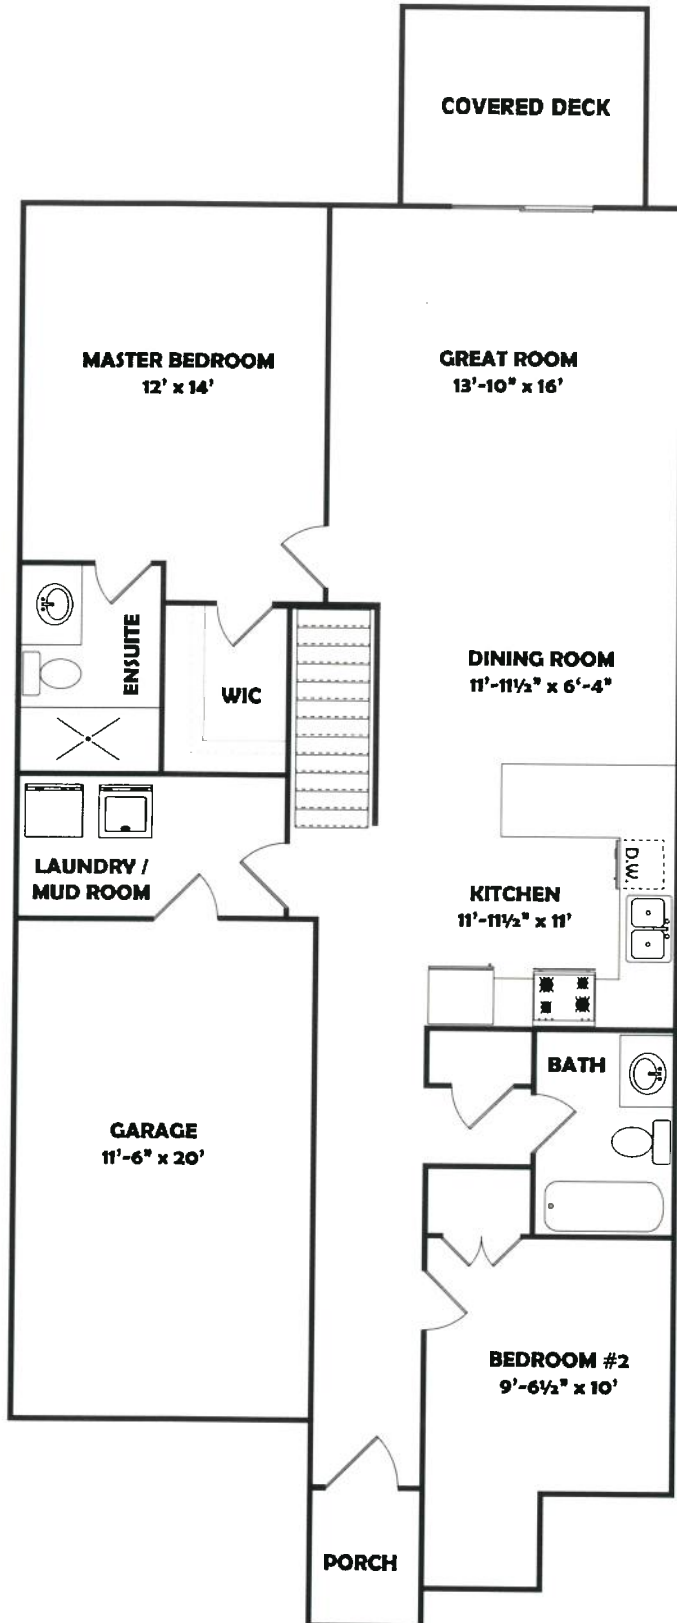 COVERED DECK
MASTER BEDROOM
12' x 14'
GREAT ROOM
13'-10" x 16'
ENSUITE
WIC
DINING ROOM
11'-11½" x 6'-4"
LAUNDRY /
MUD ROOM
D.W.
KITCHEN
11'-11½" x 11'
BATH
GARAGE
11'-6" x 20'
BEDROOM #2
9'-6½" x 10'
PORCH